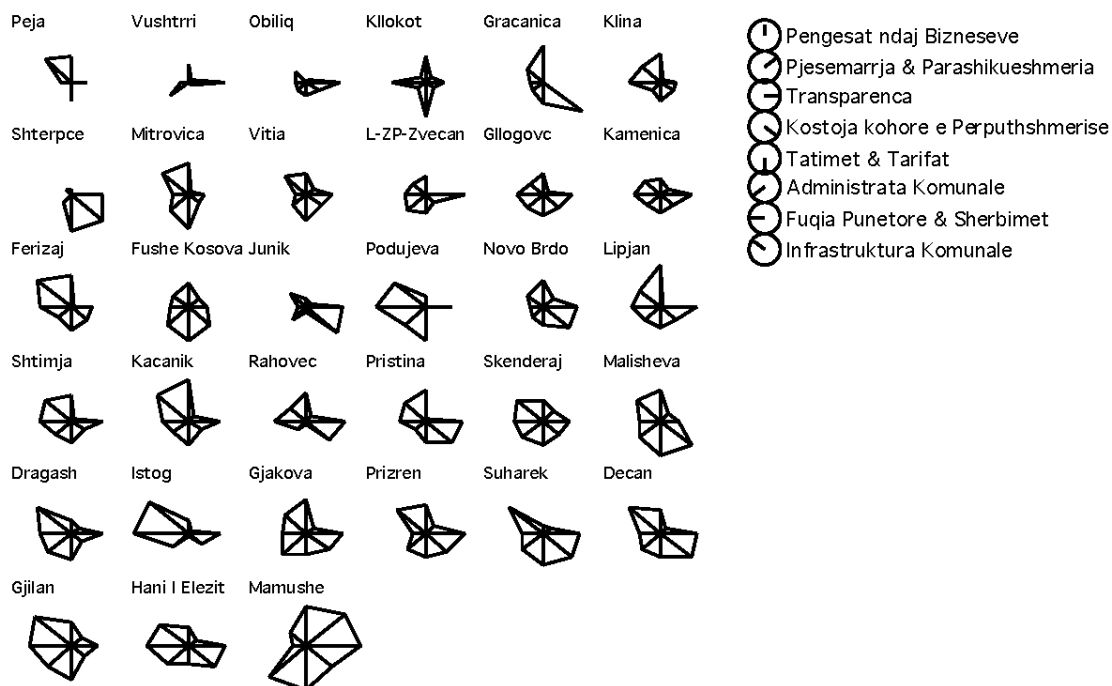 Peja Vushtrri Obiliq Kllokot Gracanica Klina
Shterpce Mitrovica Vitia L-ZP-Zvecan Gllogovc Kamenica
Ferizaj Fushe Kosova Junik Podujeva Novo Brdo Lipjan
Shtimja Kacanik Rahovec Pristina Skenderaj Malisheva
Dragash Istog Gjakova Prizren Suharek Decan
Gjilan Hani I Elezit Mamushe
Pengesat ndaj Bizneseve
Pjesemarrja & Parashikueshmeria
Transparenca
Kostoja kohore e Perputhshmerise
Tatimet & Tarifat
Administrata Komunale
Fuqia Punetore & Sherbimet
Infrastruktura Komunale